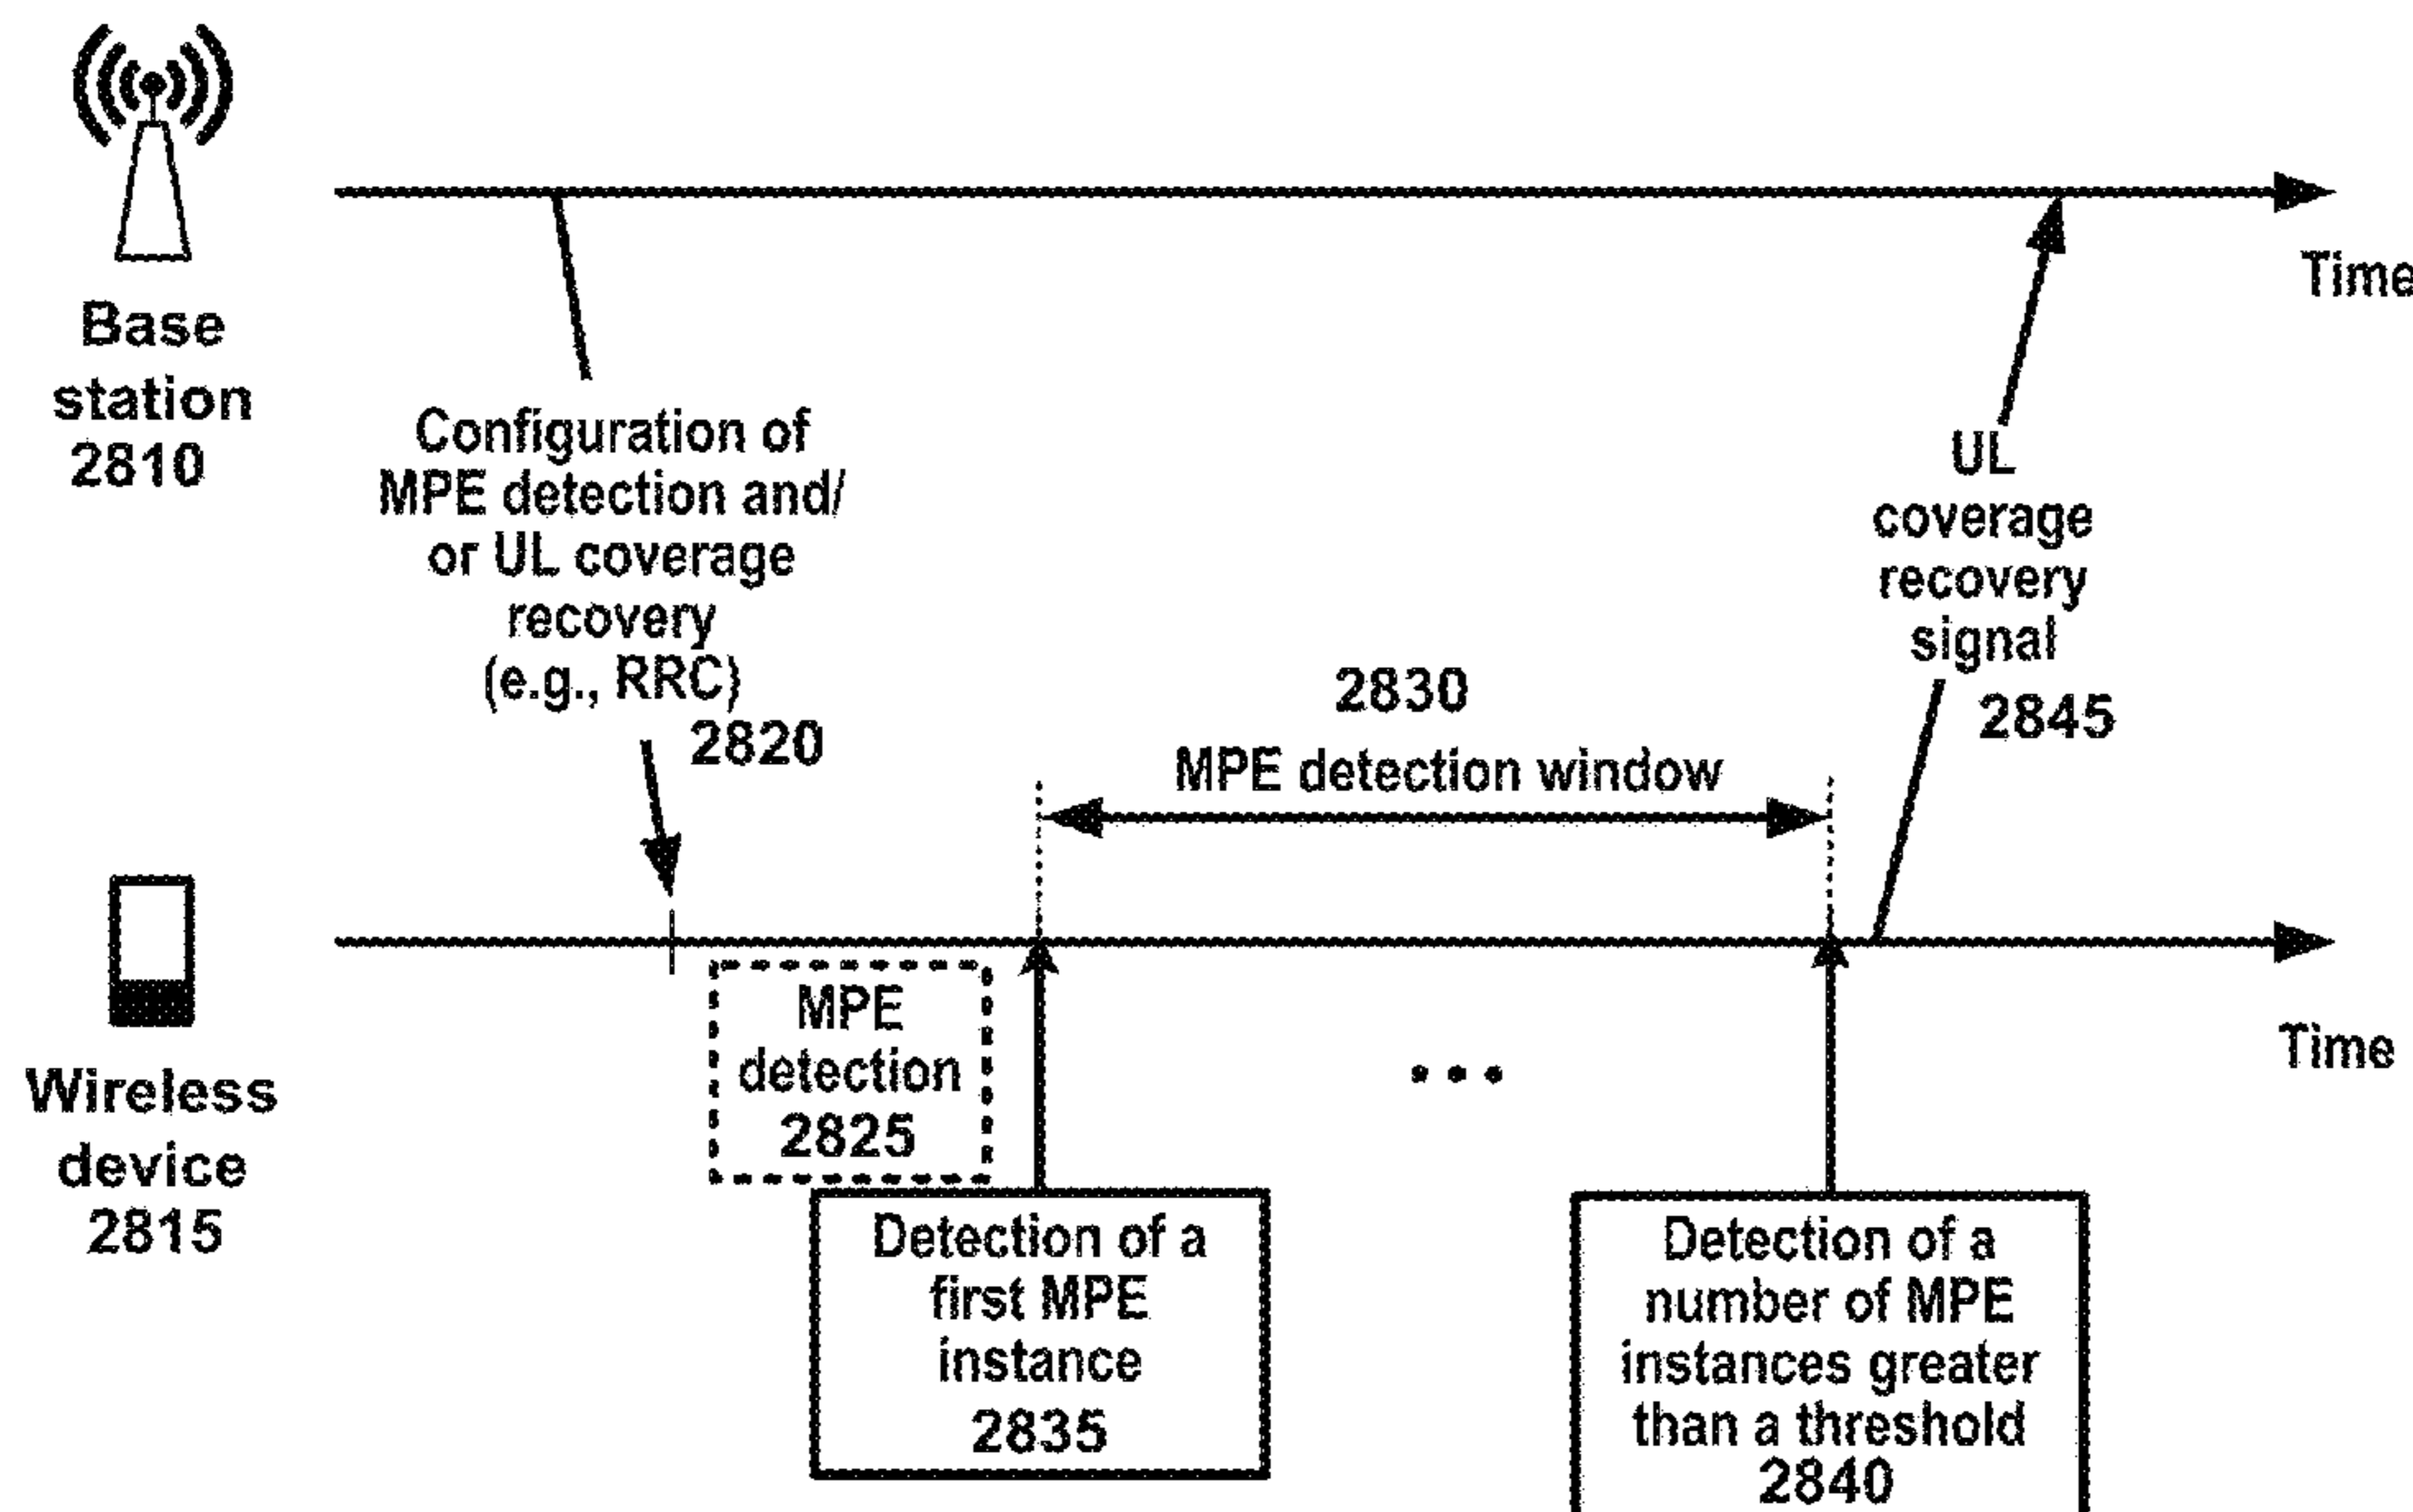 Base
station
2810
Time
Configuration of
MPE detection and/
or UL coverage
recovery
(e.g., RRC)
2820
UL
coverage
recovery
signal
2845
2830
MPE detection window
Wireless
device
2815
MPE
detection
2825
...
Time
Detection of a
first MPE
instance
2835
Detection of a
number of MPE
instances greater
than a threshold
2840